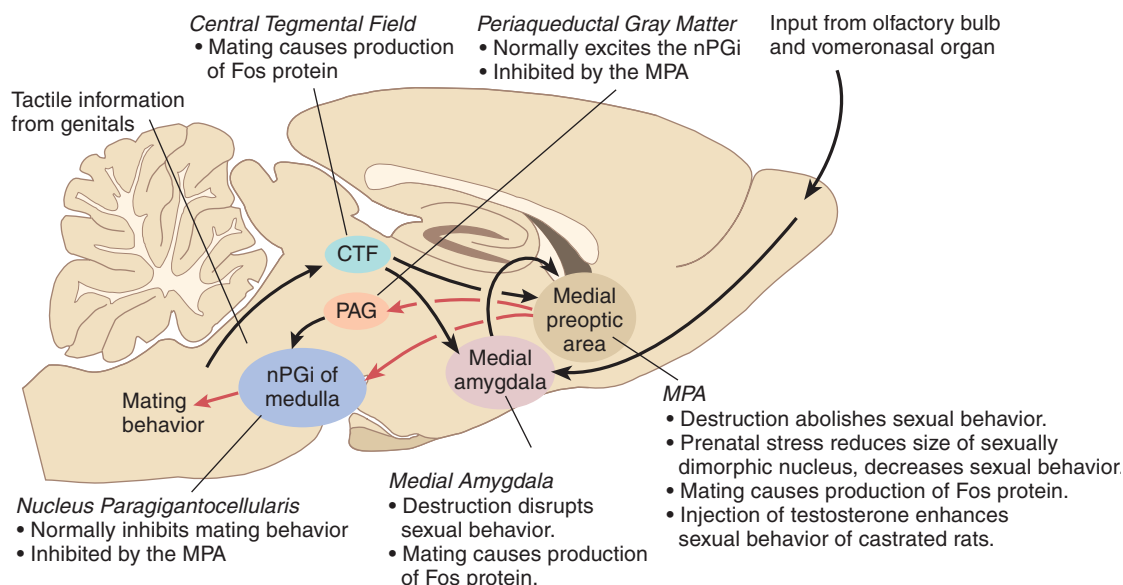 Central Tegmental Field
• Mating causes production
of Fos protein
Periaqueductal Gray Matter
• Normally excites the nPGi
• Inhibited by the MPA
Input from olfactory bulb
and vomeronasal organ
Tactile information
from genitals
CTF
PAG
Medial
preoptic
area
Medial
amygdala
nPGi of
medulla
Mating
behavior
MPA
• Destruction abolishes sexual behavior.
• Prenatal stress reduces size of sexually
dimorphic nucleus, decreases sexual behavior.
• Mating causes production of Fos protein.
• Injection of testosterone enhances
sexual behavior of castrated rats.
Medial Amygdala
• Destruction disrupts
sexual behavior.
• Mating causes production
of Fos protein.
Nucleus Paragigantocellularis
• Normally inhibits mating behavior
• Inhibited by the MPA